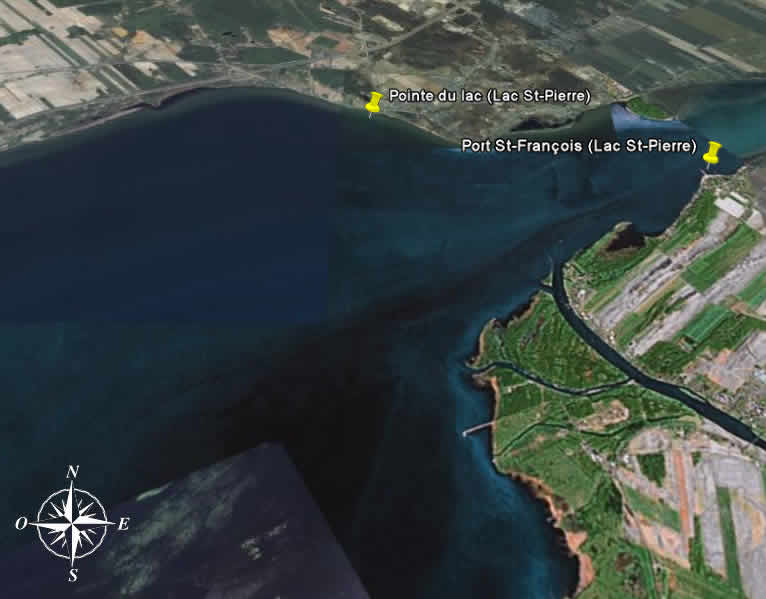 Pointe du lac (Lac St-Pierre)
Port St-François (Lac St-Pierre)
N
O E
S